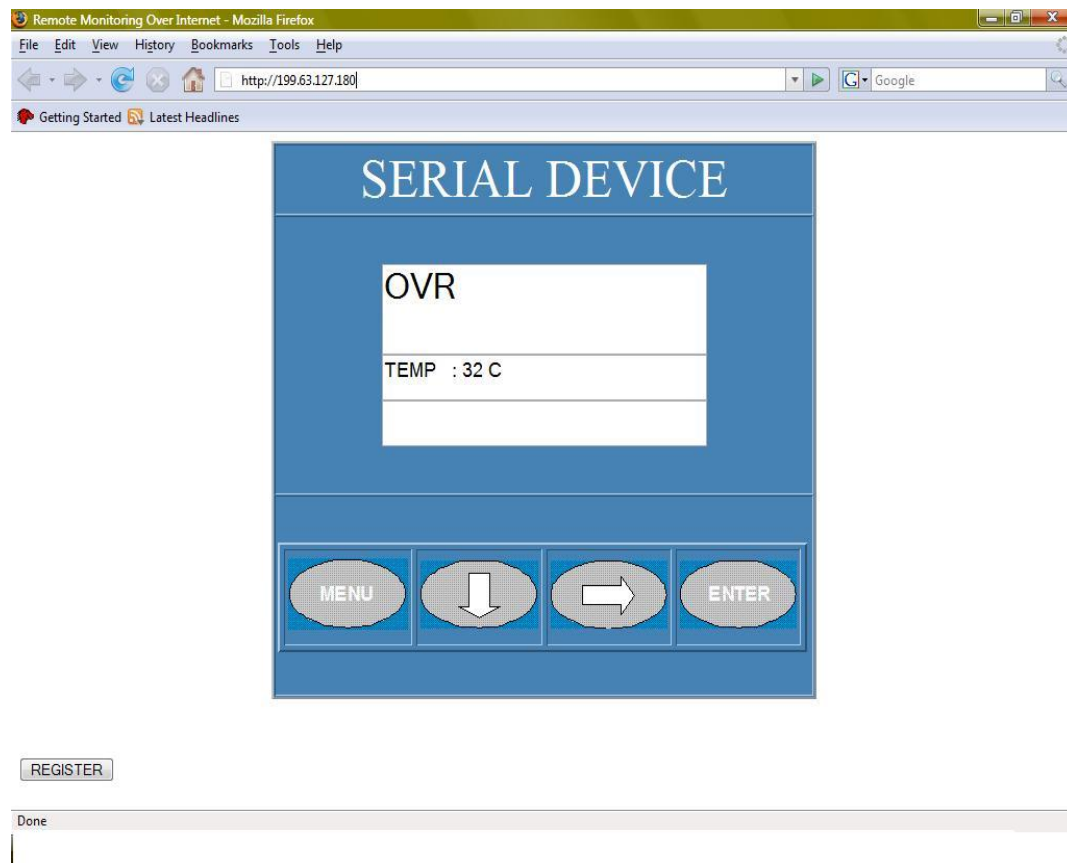 Remote Monitoring Over Internet - Mozilla Firefox
File Edit View History Bookmarks Tools Help
http://199.63.127.180 G Google
Getting Started Latest Headlines
SERIAL DEVICE
OVR
TEMP : 32 C
MENU ENTER
REGISTER
Done